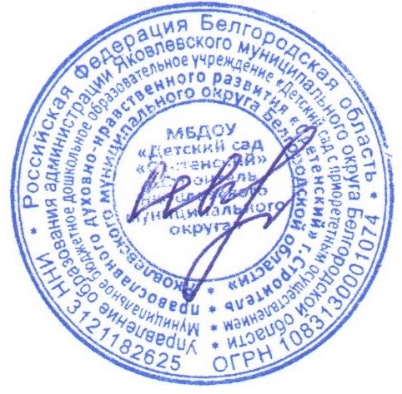 * Российская Федерация Белгородская область *
ИНН 3121182625 ОГРН 1083130001074
Управление образования администрации Яковлевского муниципального округа Белгородской области *
Муниципальное бюджетное дошкольное образовательное учреждение «Детский сад с приоритетным осуществлением *
православного духовно-нравственного развития «Сретенский» г.Строитель *
Яковлевского муниципального округа Белгородской области»
МБДОУ
«Детский сад
«Сретенский»
муниципального
округа